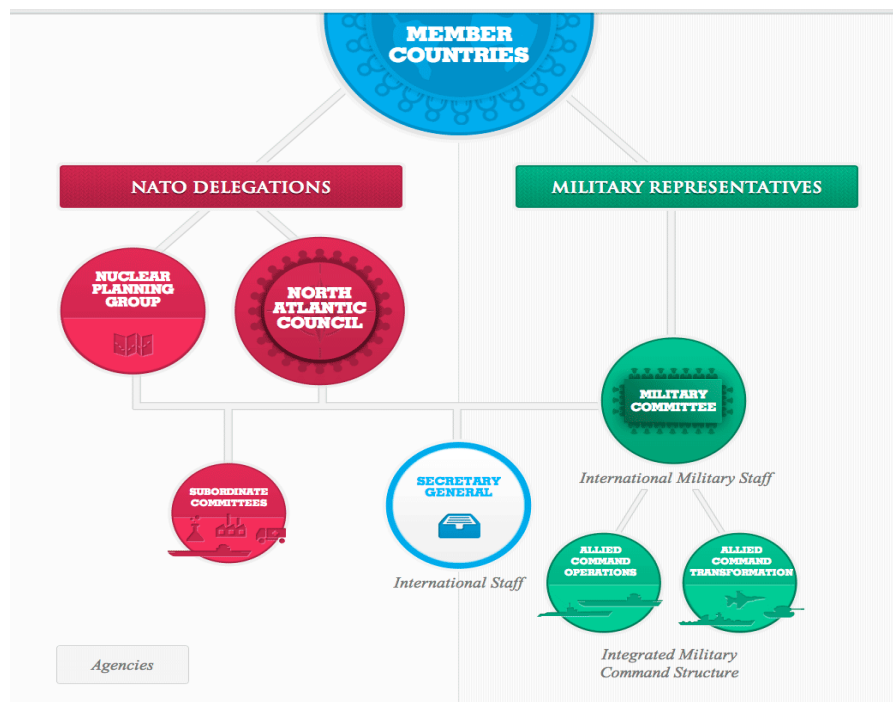 MEMBER
COUNTRIES
NATO DELEGATIONS
MILITARY REPRESENTATIVES
NUCLEAR
PLANNING
GROUP
NORTH
ATLANTIC
COUNCIL
MILITARY
COMMITTEE
International Military Staff
SUBORDINATE
COMMITTEES
SECRETARY
GENERAL
International Staff
ALLIED
COMMAND
OPERATIONS
ALLIED
COMMAND
TRANSFORMATION
Integrated Military
Command Structure
Agencies